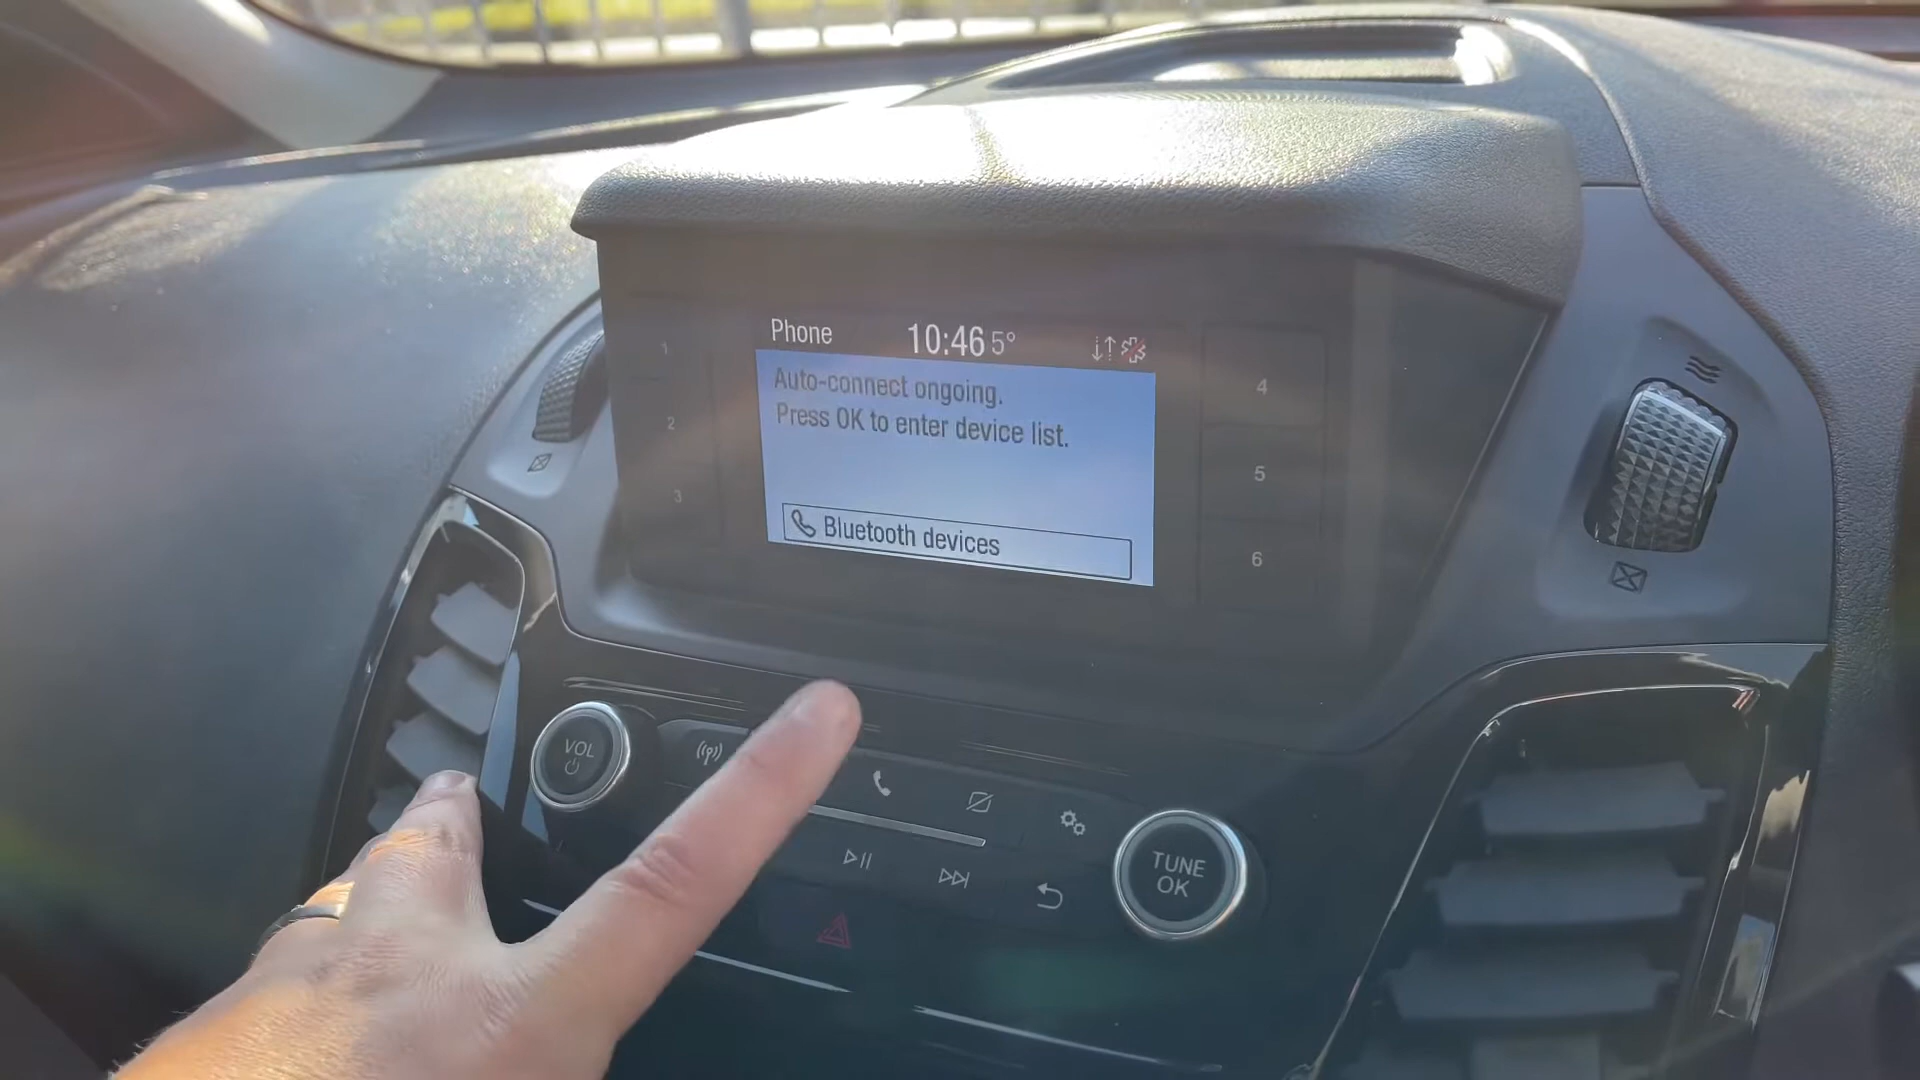 Phone 10:46 5°
Auto-connect ongoing.
Press OK to enter device list.
Bluetooth devices
1
2
3
4
5
6
VOL
TUNE
OK